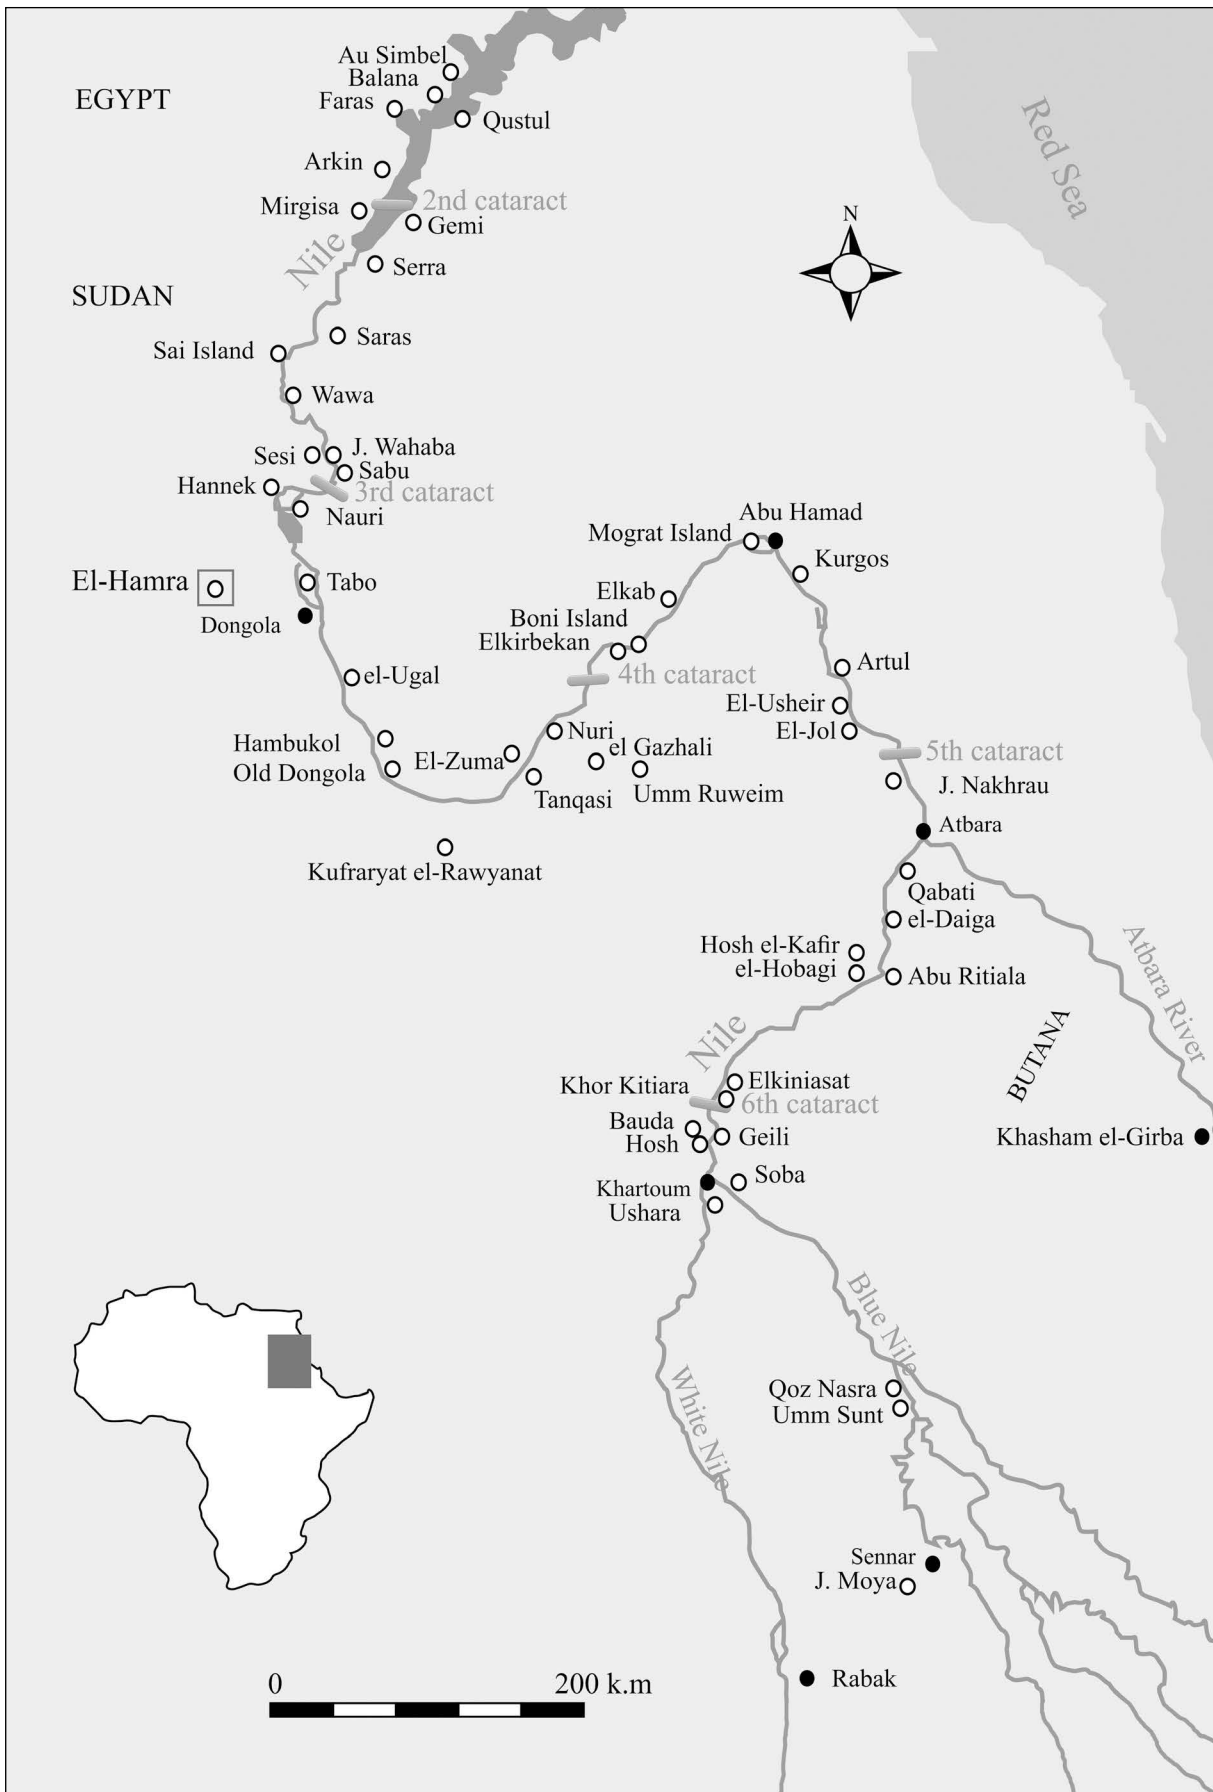 Au Simbel
Balana
EGYPT
Faras
Qustul
Red Sea
Arkin
2nd cataract
Mirgisa
Gemi
N
Nile
Serra
SUDAN
Saras
Sai Island
Wawa
J. Wahaba
Sesi
Sabu
Hannek
3rd cataract
Nauri
Abu Hamad
Mograt Island
Kurgos
El-Hamra
Tabo
Elkab
Dongola
Boni Island
Elkirbekan
Artul
el-Ugal
4th cataract
El-Usheir
Nuri
El-Jol
Hambukol
el Gazhali
5th cataract
El-Zuma
Old Dongola
J. Nakhrau
Tanqasi
Umm Ruweim
Atbara
Kufraryat el-Rawyanat
Qabati
el-Daiga
Hosh el-Kafir
el-Hobagi
Abu Ritiala
Atbara River
Nile
BUTANA
Elkiniasat
Khor Kitiara
6th cataract
Bauda
Geili
Khasham el-Girba
Hosh
Soba
Khartoum
Ushara
Blue Nile
White Nile
Qoz Nasra
Umm Sunt
Sennar
J. Moya
Rabak
0 200 k.m